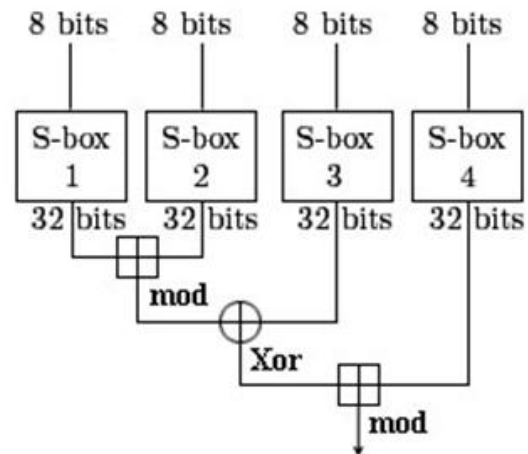 8 bits 8 bits 8 bits 8 bits
S-box S-box S-box S-box
1 2 3 4
32 bits 32 bits 32 bits 32 bits
mod
Xor
mod